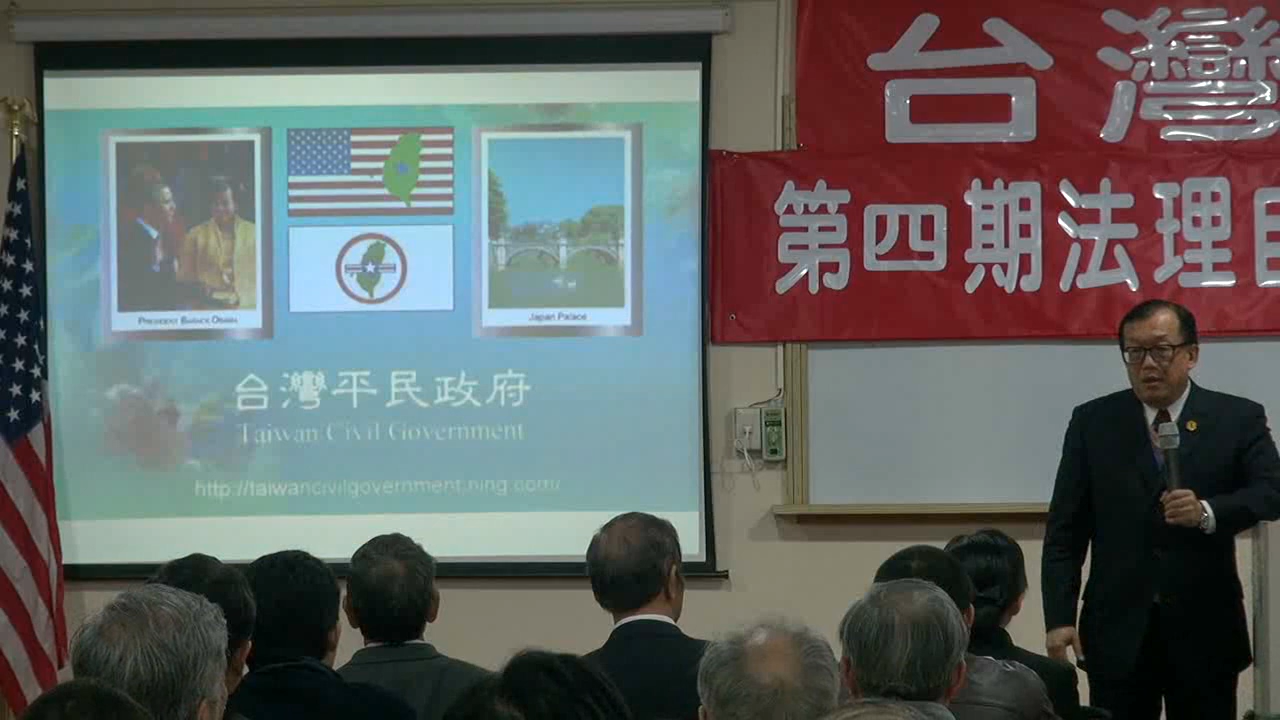 台灣
第四期法理
PRESIDENT BARACK OBAMA
Japan Palace
台灣平民政府
Taiwan Civil Government
http://taiwancivilgovernment.ning.com/